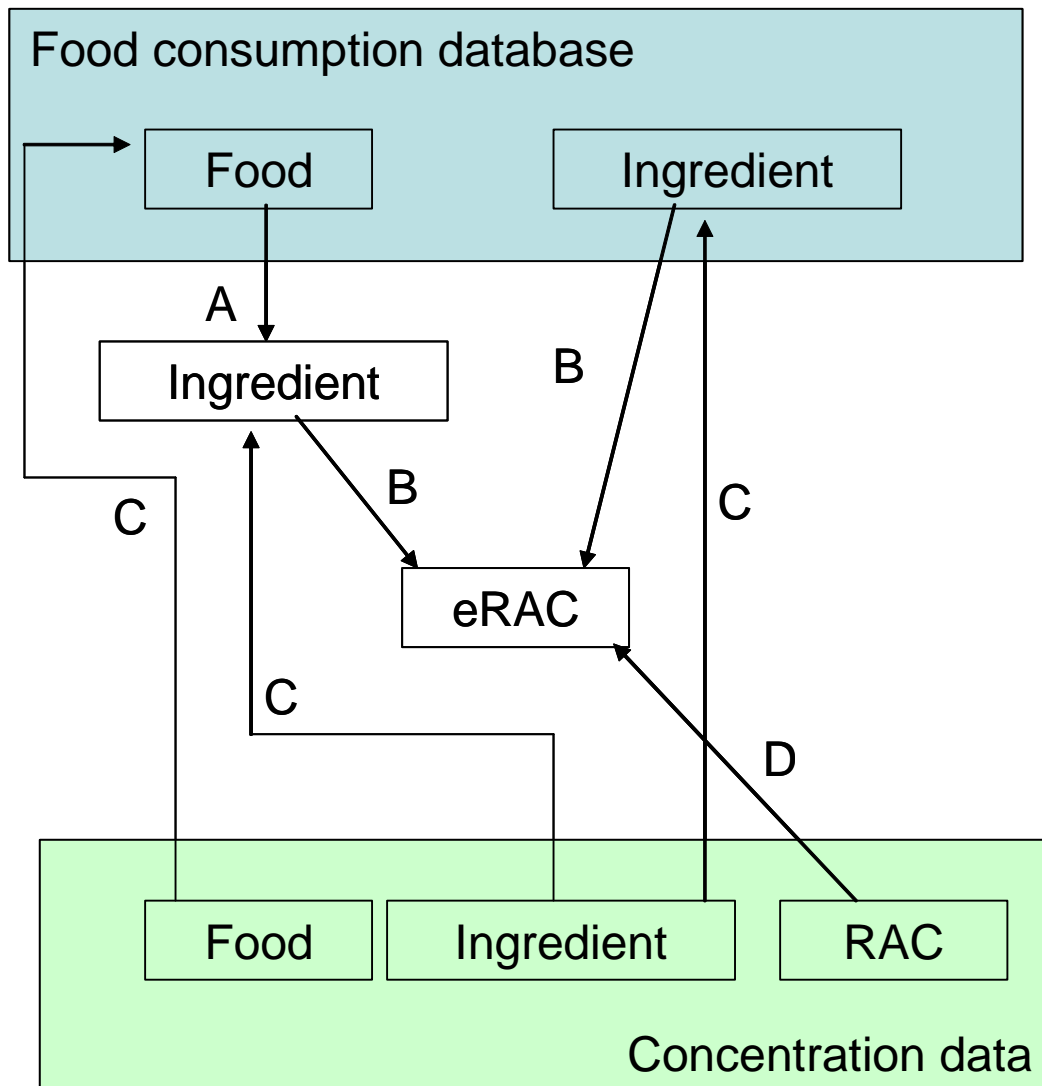 Food consumption database
Food
Ingredient
A
Ingredient
B
B
C
C
eRAC
C
D
Food
Ingredient
RAC
Concentration data